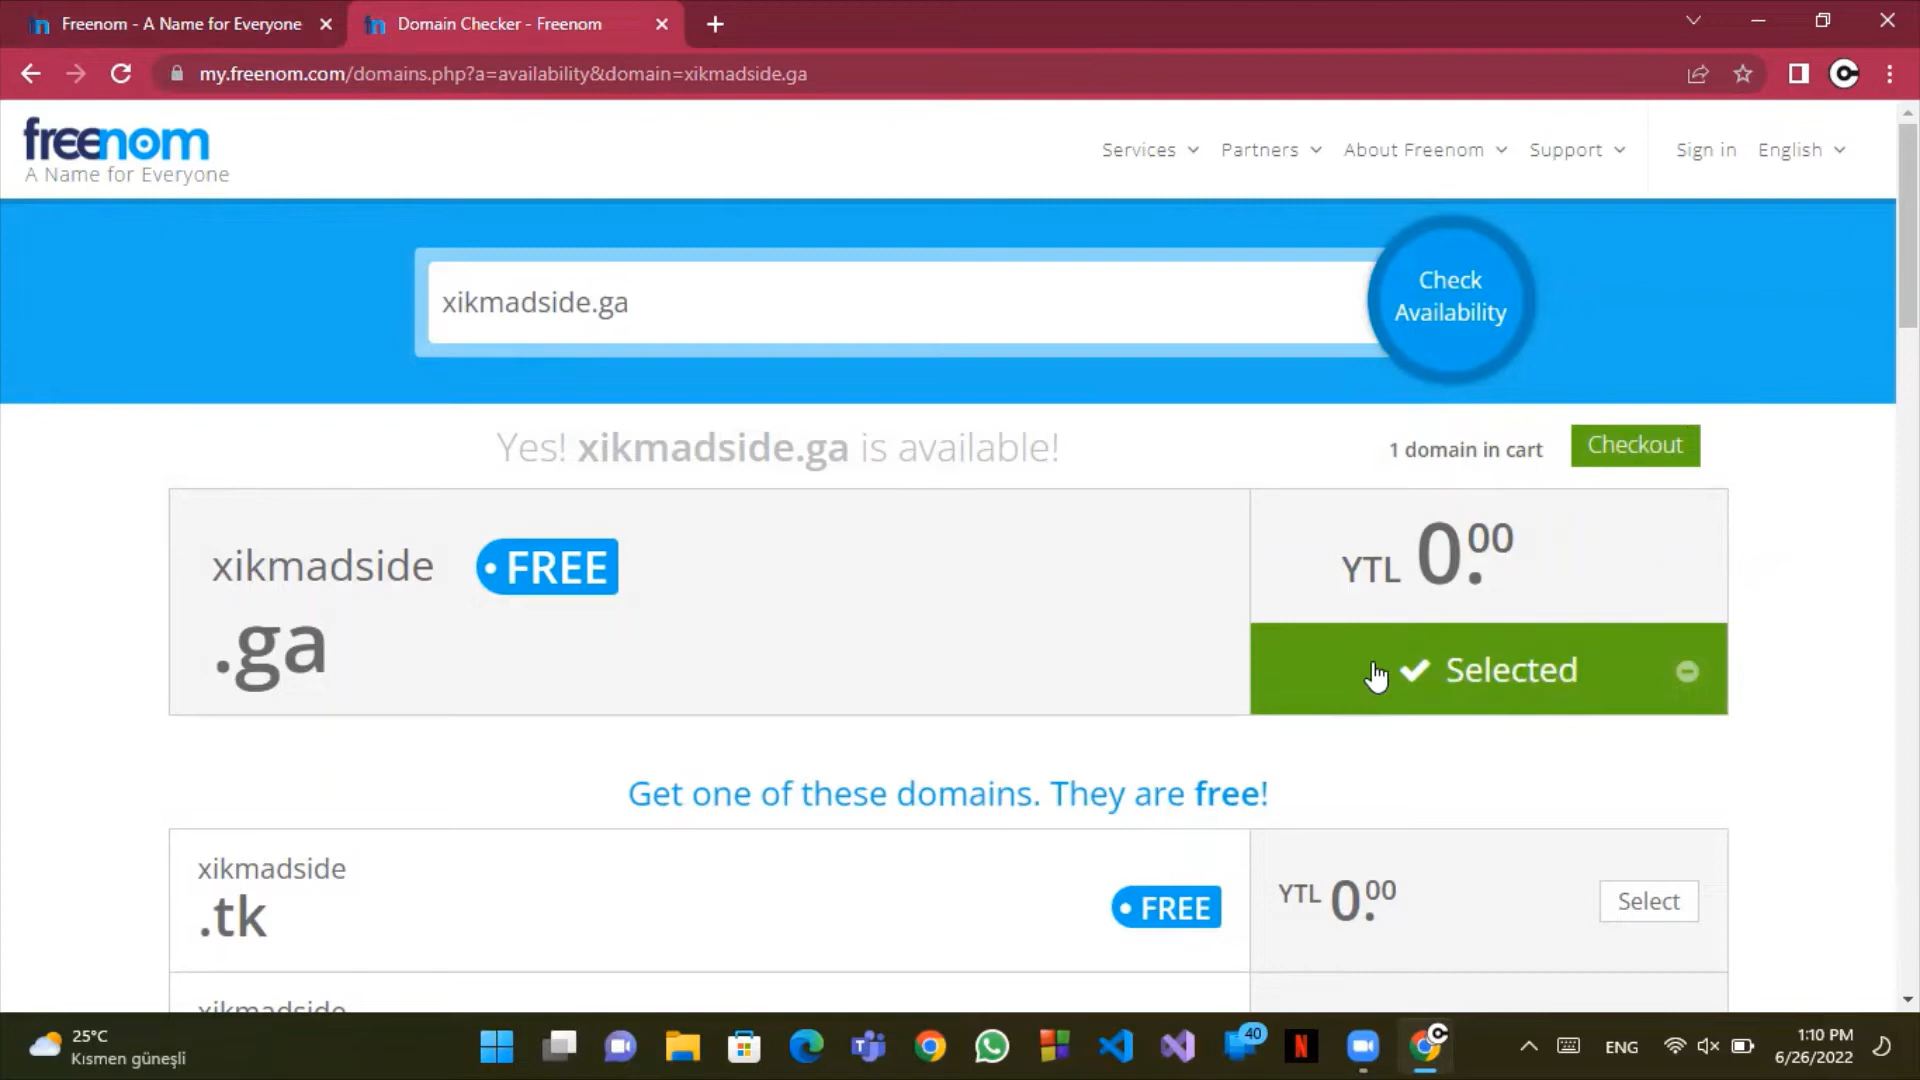 Freenom - A Name for Everyone
Domain Checker - Freenom
my.freenom.com/domains.php?a=availability&domain=xikmadside.ga
freenom
A Name for Everyone
Services
Partners
About Freenom
Support
Sign in
English
xikmadside.ga
Check
Availability
Yes! xikmadside.ga is available!
1 domain in cart
Checkout
xikmadside
FREE
.ga
YTL 0.00
Selected
Get one of these domains. They are free!
xikmadside
.tk
FREE
YTL 0.00
Select
xikmadside
25°C
Kısmen güneşli
40
N
ENG
1:10 PM
6/26/2022